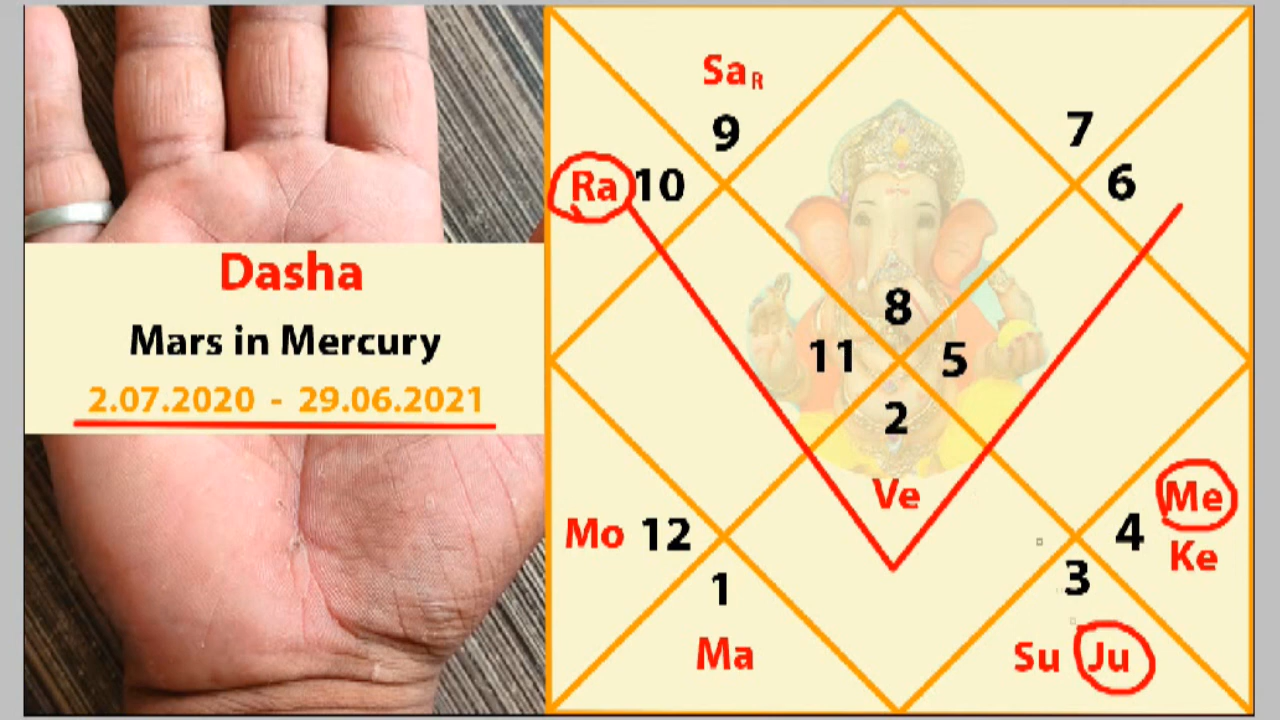 Dasha
Mars in Mercury
2.07.2020 - 29.06.2021
Sa R
9
7
Ra 10
6
8
11 5
2
Ve
Mo 12
4 Me
Ke
1
3
Ma
Su Ju